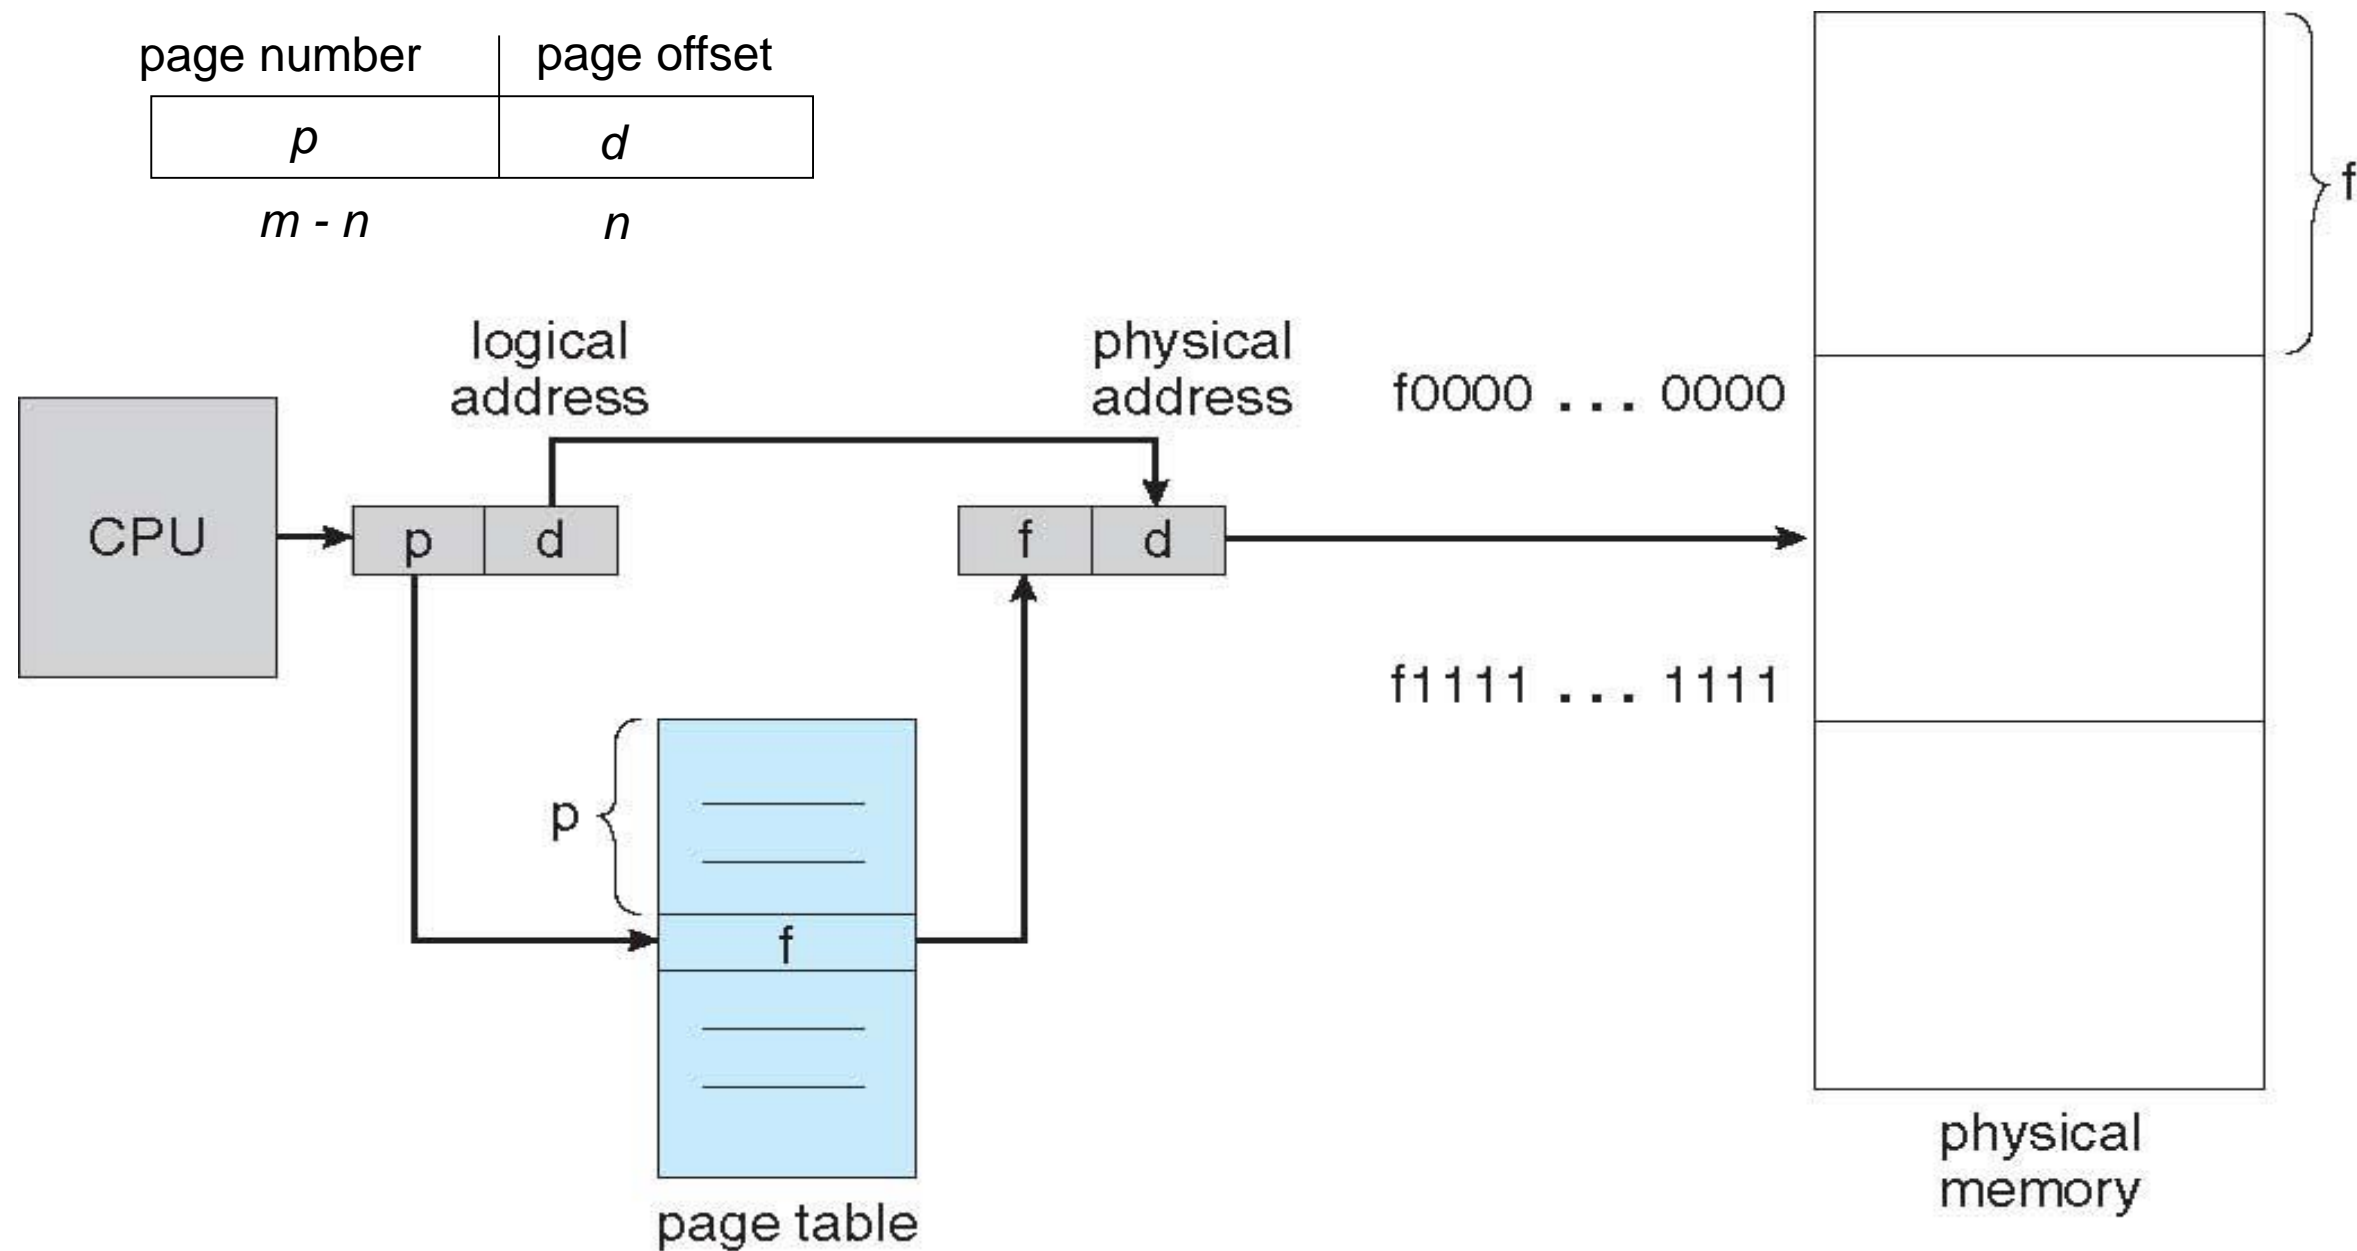 page number page offset
p d
m - n n
f
logical address
physical address
f0000 ... 0000
CPU
p d
f d
f1111 ... 1111
p
f
physical memory
page table